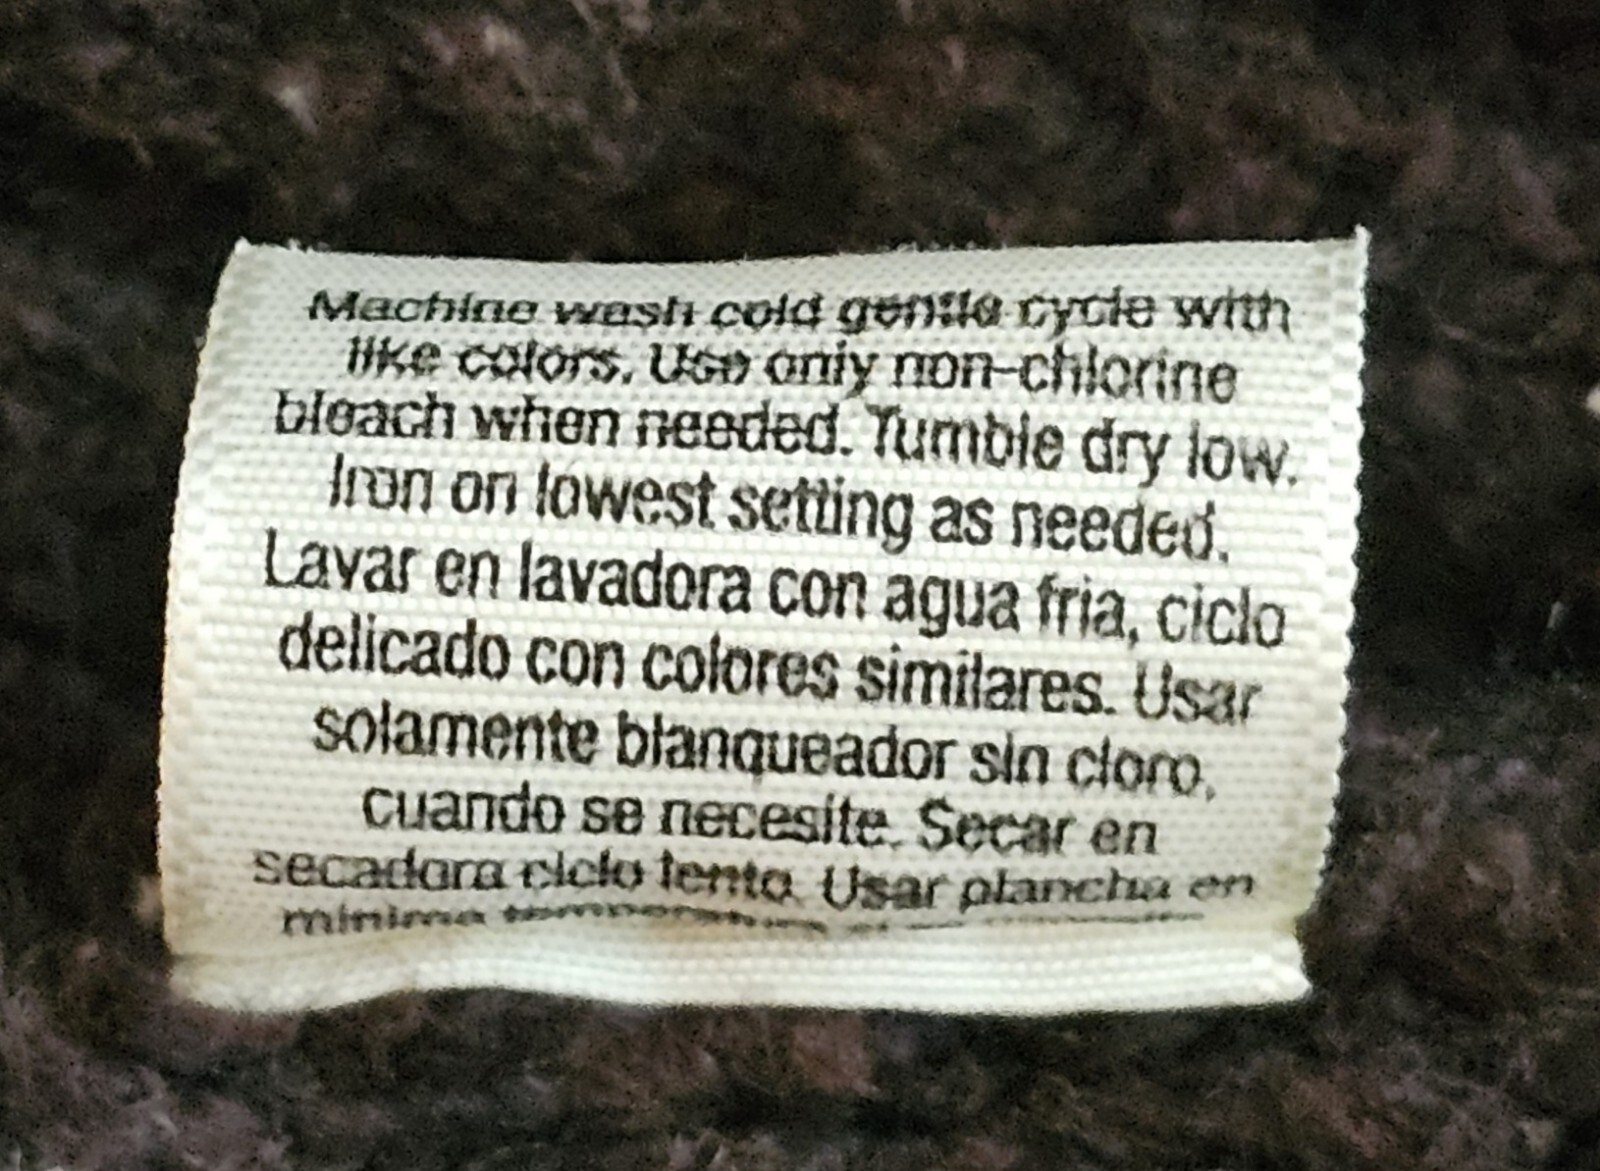 Machine wash cold gentle cycle with
like colors. Use only non-chlorine
bleach when needed. Tumble dry low.
Iron on lowest setting as needed.
Lavar en lavadora con agua fria, ciclo
delicado con colores similares. Usar
solamente blanqueador sin cloro,
cuando se necesite. Secar en
secadora ciclo lento. Usar plancha en
minima